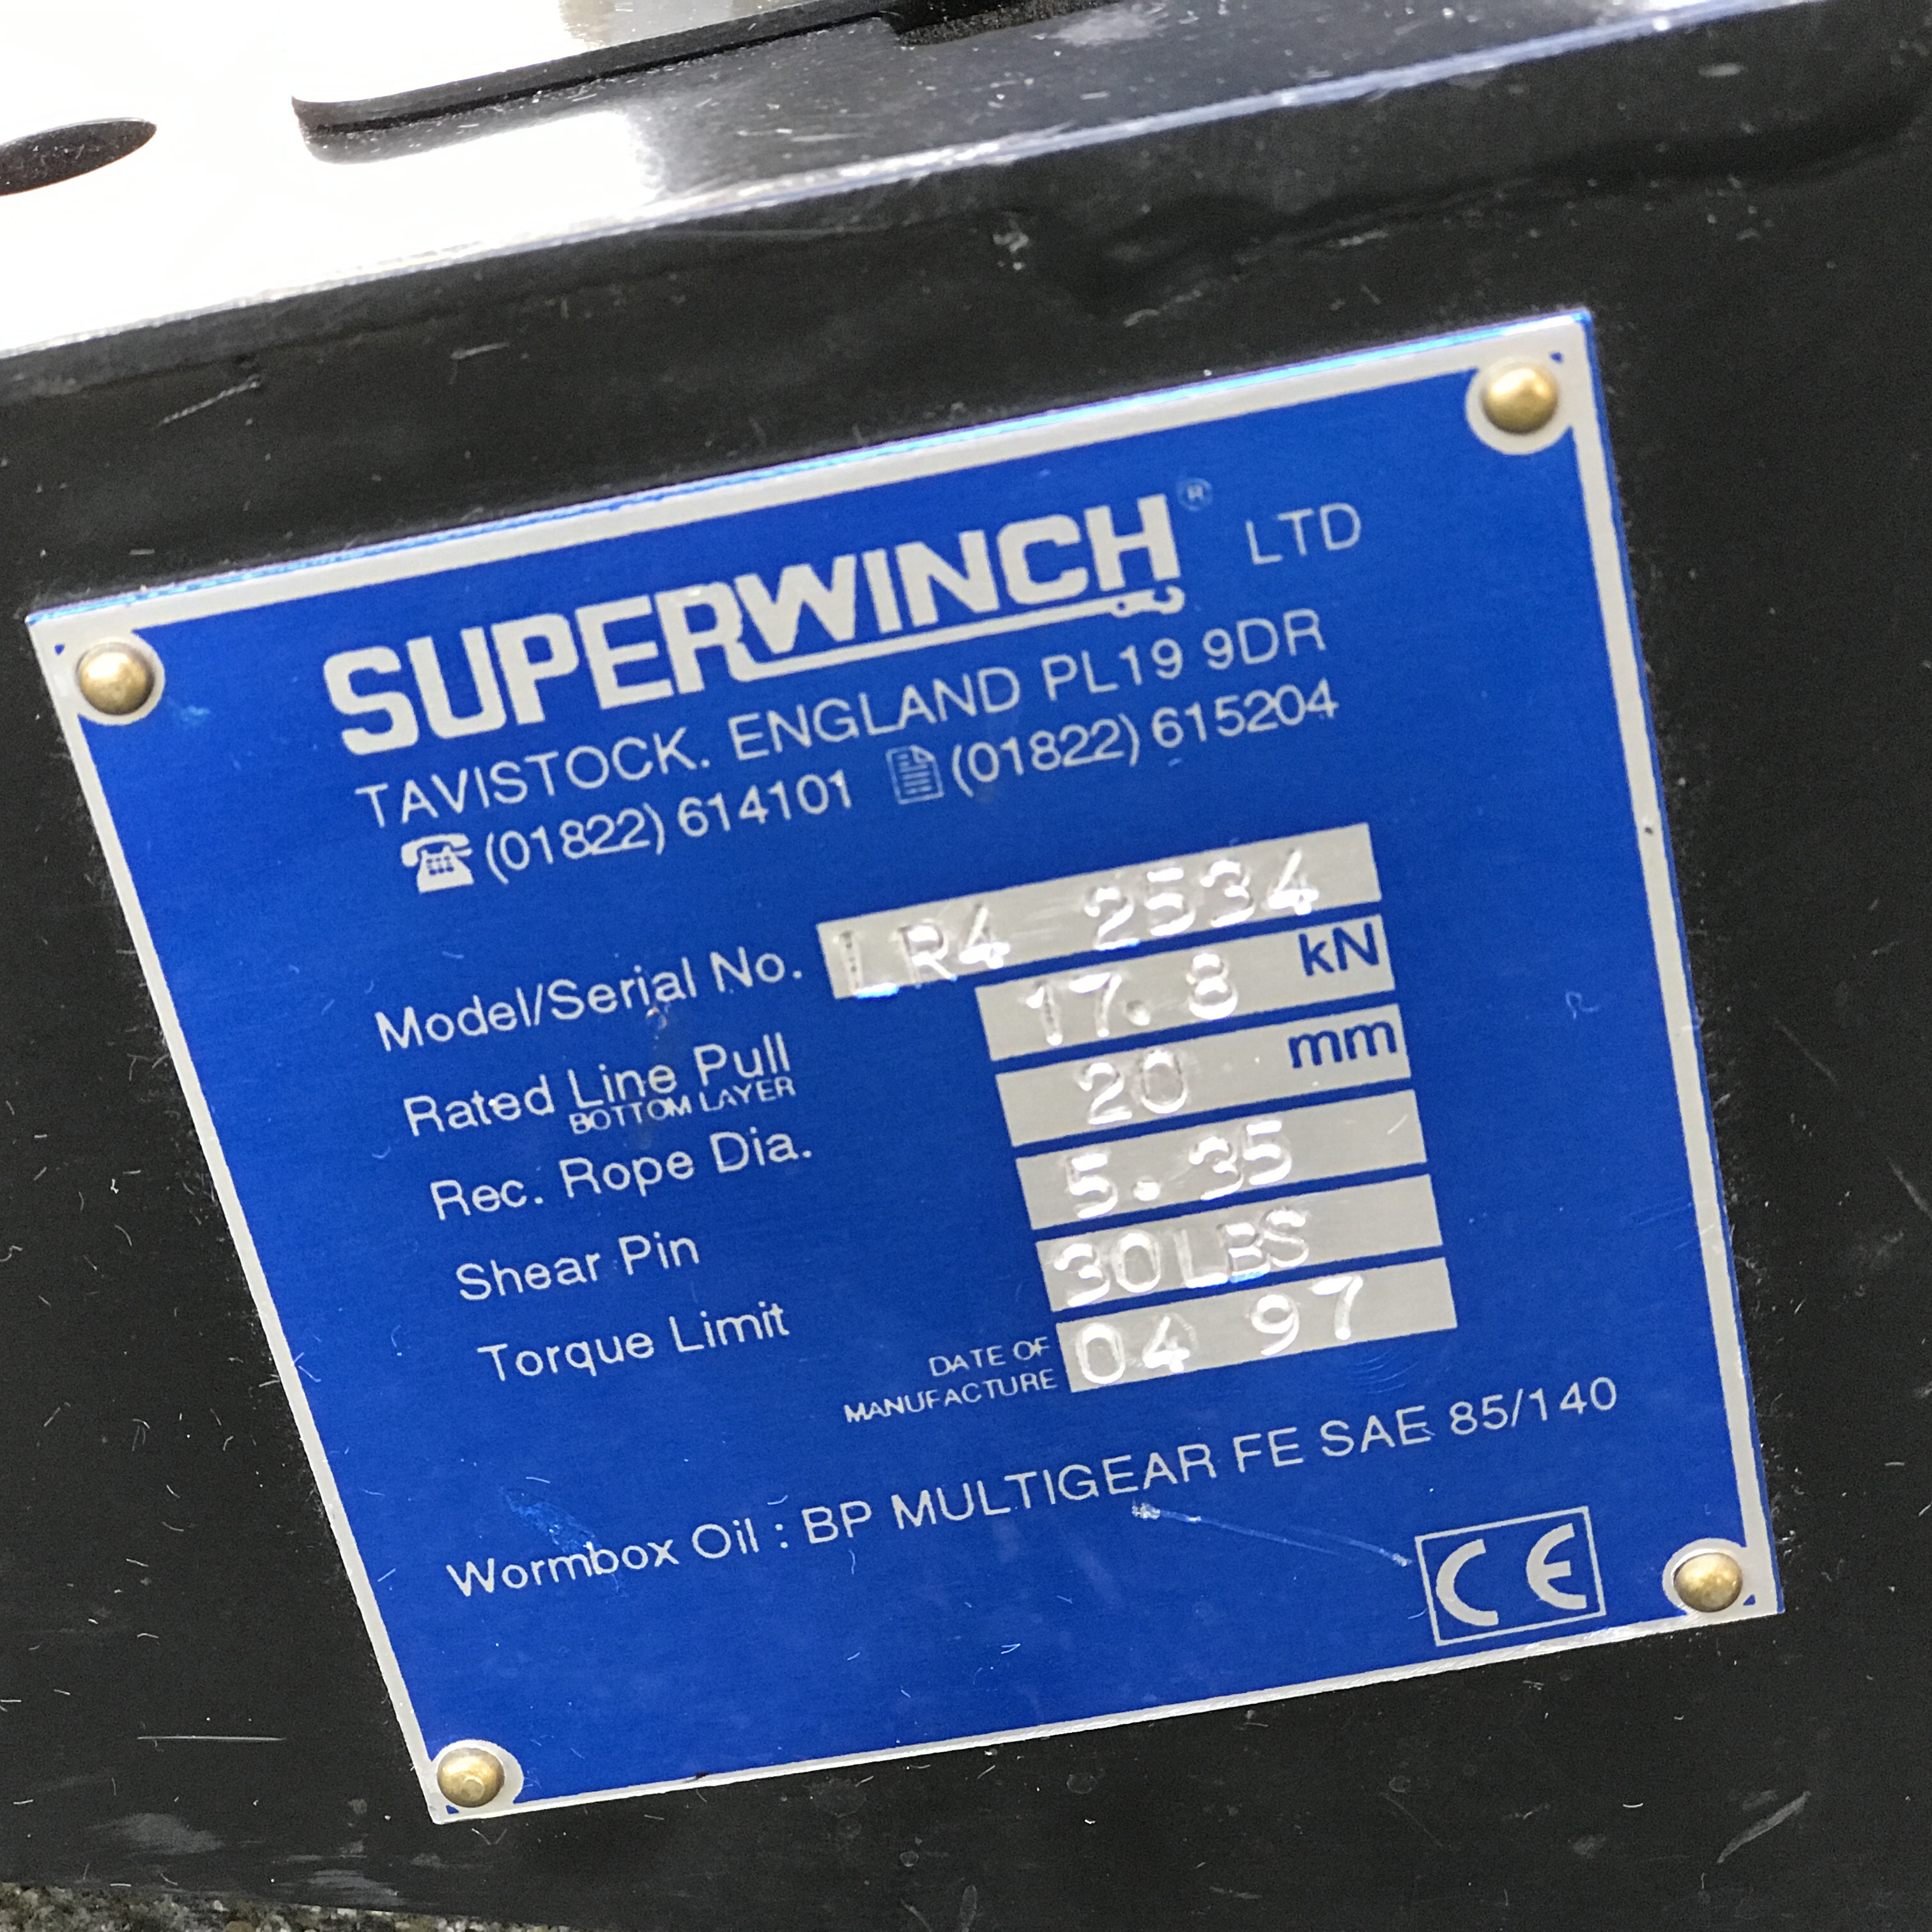 SUPERWINCH® LTD
TAVISTOCK. ENGLAND PL19 9DR
(01822) 614101 (01822) 615204
Model/Serial No. LR4 2534
Rated Line Pull 17.8 kN
BOTTOM LAYER
Rec. Rope Dia. 20 mm
Shear Pin 5.35
Torque Limit 30LBS
DATE OF
MANUFACTURE 04 97
Wormbox Oil : BP MULTIGEAR FE SAE 85/140
CE